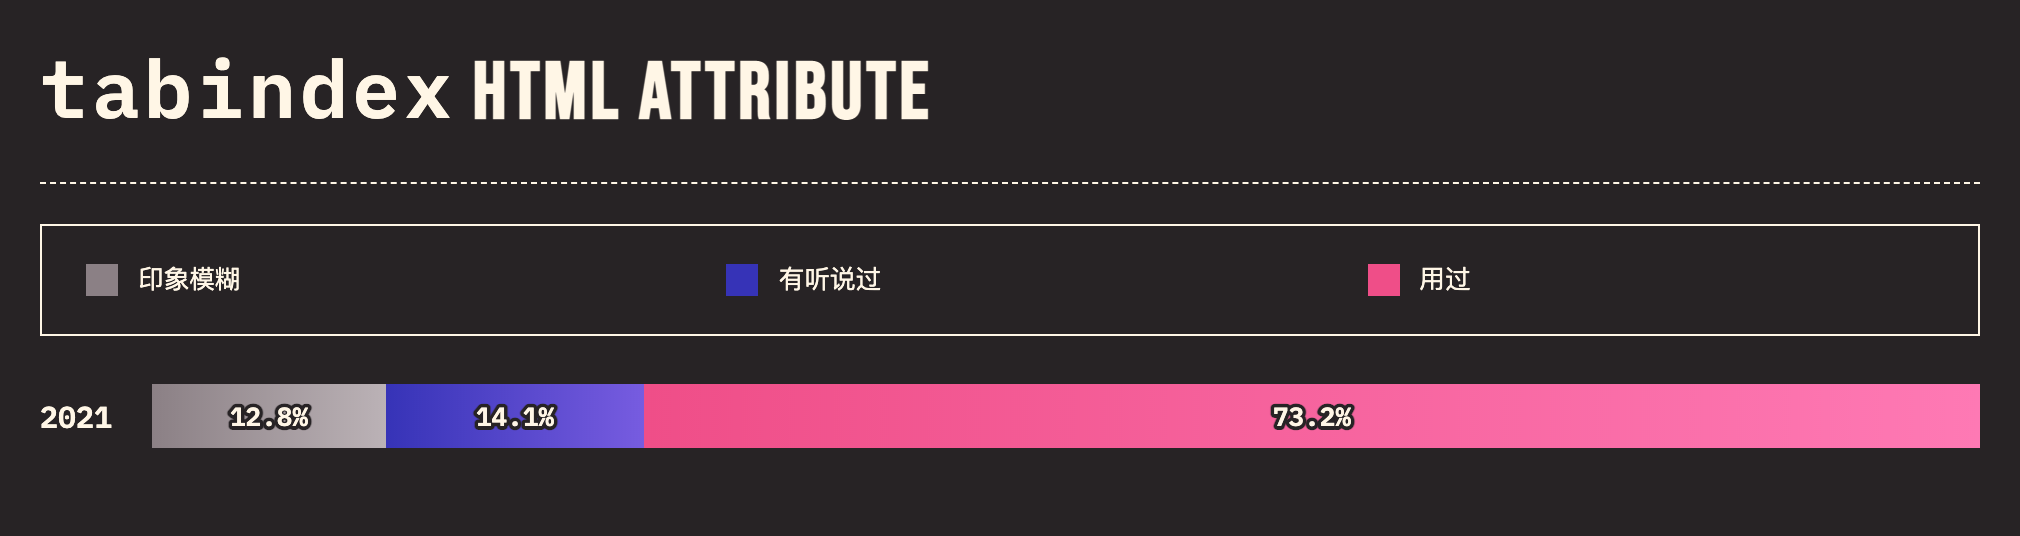 tabindex HTML ATTRIBUTE
印象模糊 有听说过 用过
2021 12.8% 14.1% 73.2%